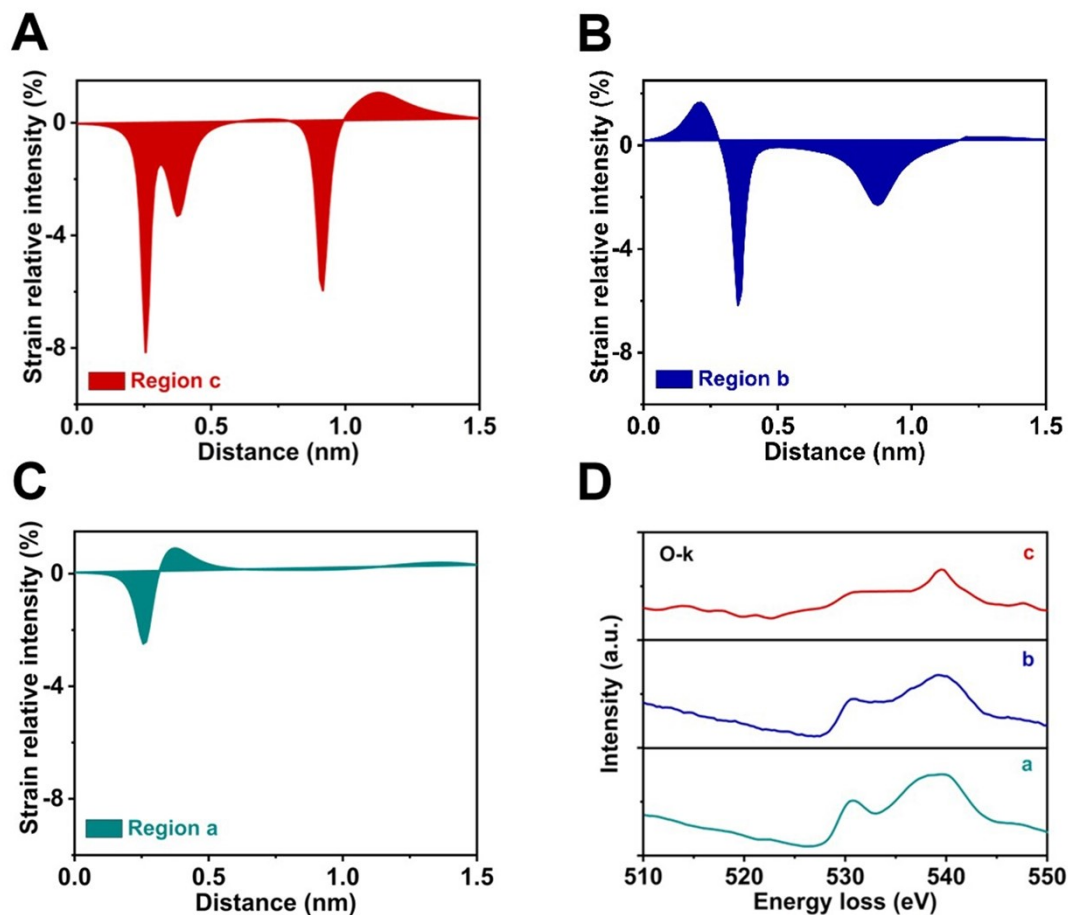 A
Strain relative intensity (%)
0
-4
-8
Region c
0.0 0.5 1.0 1.5
Distance (nm)
B
Strain relative intensity (%)
0
-4
-8
Region b
0.0 0.5 1.0 1.5
Distance (nm)
C
Strain relative intensity (%)
0
-4
-8
Region a
0.0 0.5 1.0 1.5
Distance (nm)
D
Intensity (a.u.)
O-k
c
b
a
510 520 530 540 550
Energy loss (eV)